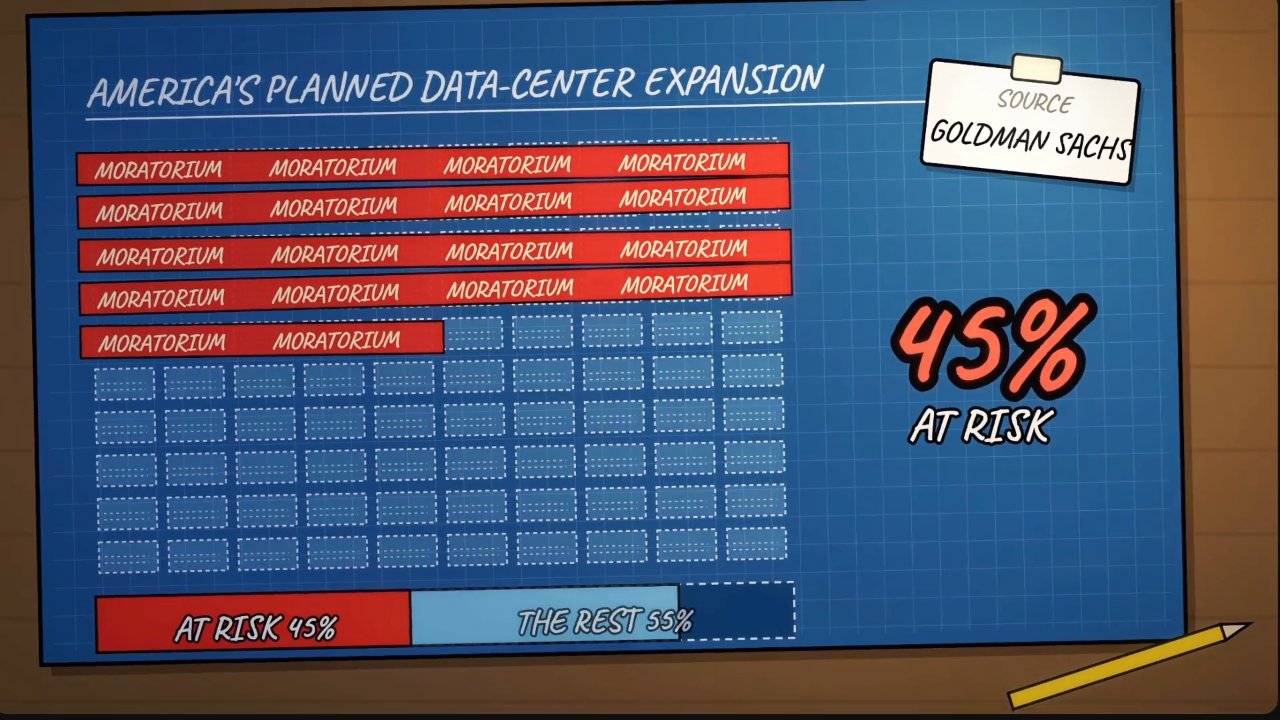 AMERICA'S PLANNED DATA-CENTER EXPANSION
SOURCE
GOLDMAN SACHS
MORATORIUM MORATORIUM MORATORIUM MORATORIUM
MORATORIUM MORATORIUM MORATORIUM MORATORIUM
MORATORIUM MORATORIUM MORATORIUM MORATORIUM
MORATORIUM MORATORIUM MORATORIUM MORATORIUM
MORATORIUM MORATORIUM
45%
AT RISK
AT RISK 45% THE REST 55%